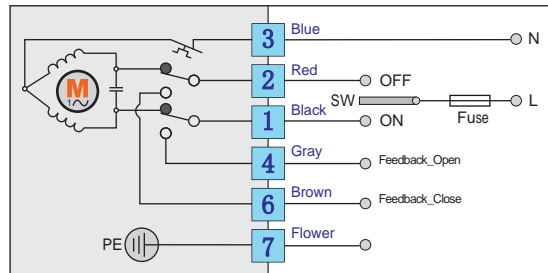 3 Blue N
2 Red OFF
M
1~
SW L
1 Black ON Fuse
4 Gray Feedback_Open
6 Brown Feedback_Close
PE 7 Flower